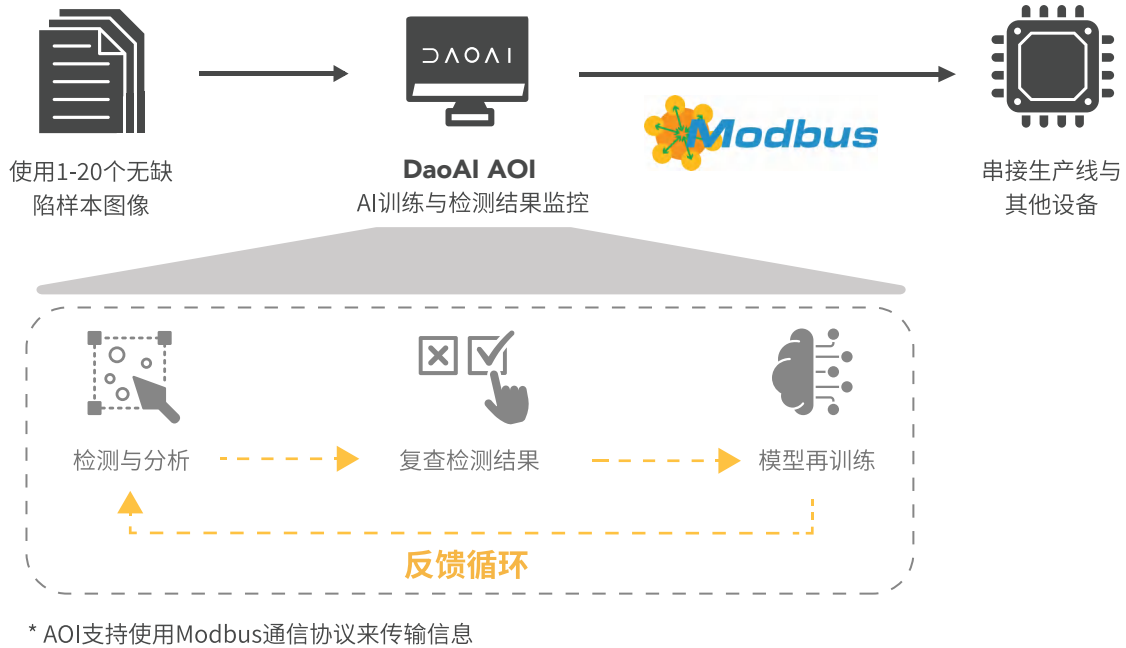 DAOAI
Modbus
使用1-20个无缺
陷样本图像
DaoAI AOI
AI训练与检测结果监控
串接生产线与
其他设备
检测与分析
复查检测结果
模型再训练
反馈循环
* AOI支持使用Modbus通信协议来传输信息